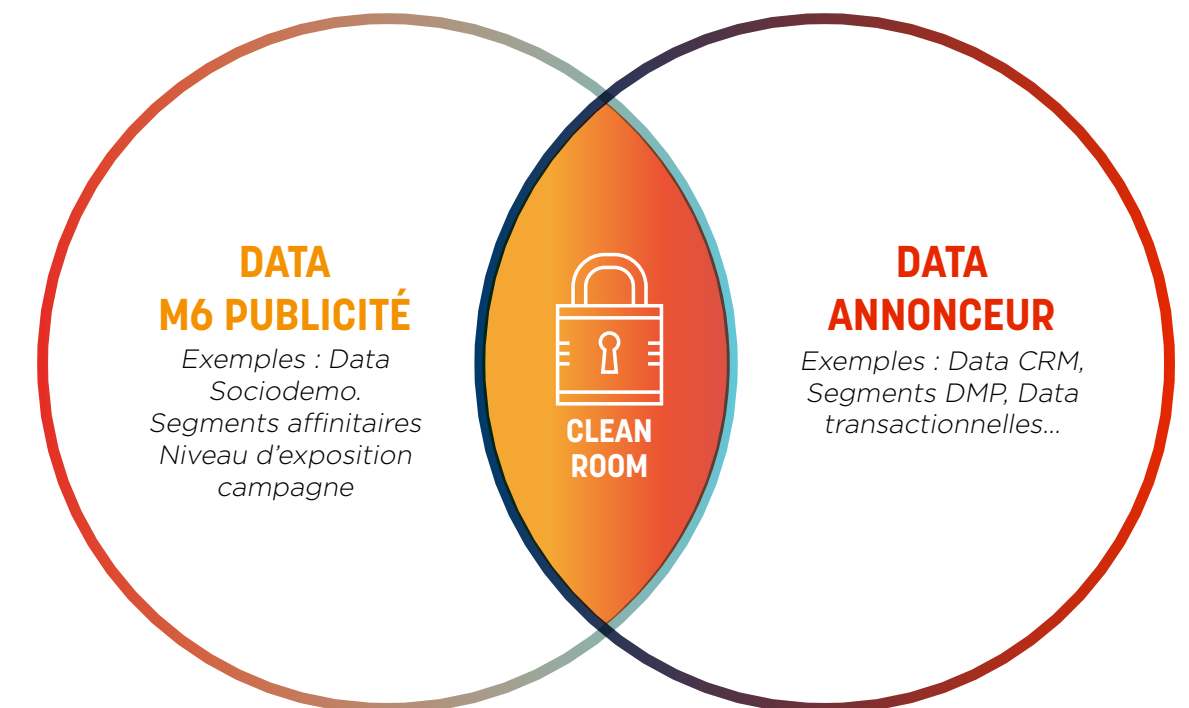 DATA
M6 PUBLICITÉ
Exemples : Data
Sociodemo.
Segments affinitaires
Niveau d’exposition
campagne
CLEAN
ROOM
DATA
ANNONCEUR
Exemples : Data CRM,
Segments DMP, Data
transactionnelles…